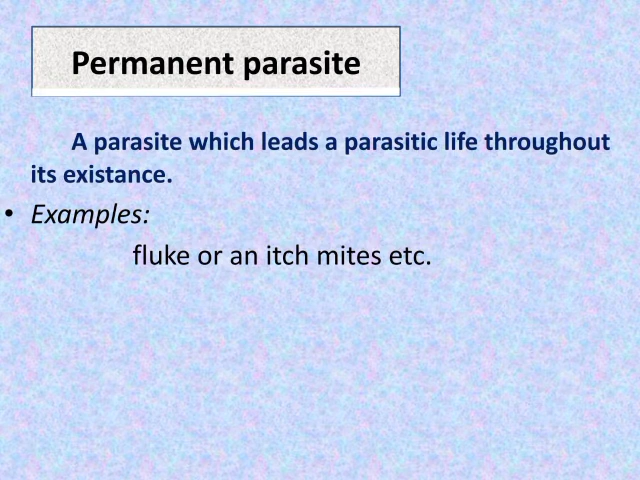 Permanent parasite
A parasite which leads a parasitic life throughout
its existance.
• Examples:
fluke or an itch mites etc.